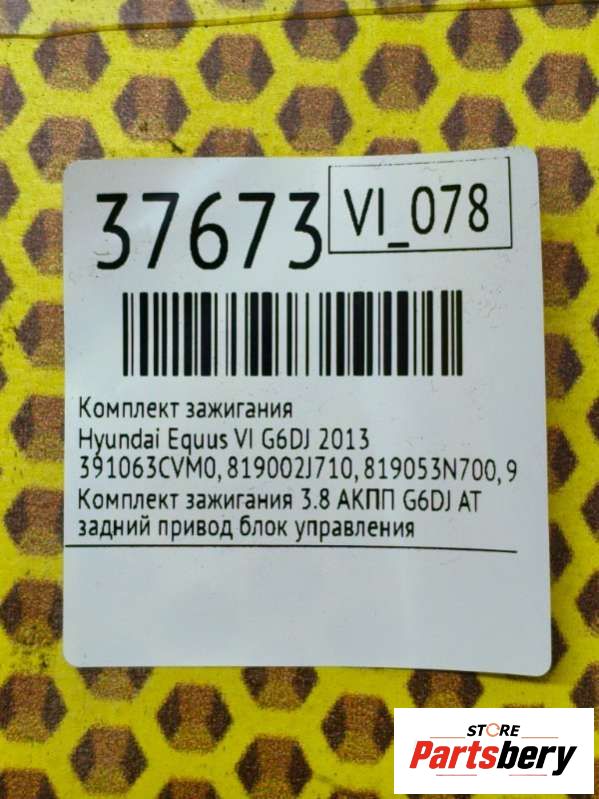 37673
VI_078
Комплект зажигания
Hyundai Equus VI G6DJ 2013
391063CVM0, 819002J710, 819053N700, 9
Комплект зажигания 3.8 АКПП G6DJ AT
задний привод блок управления
STORE
Partsbery